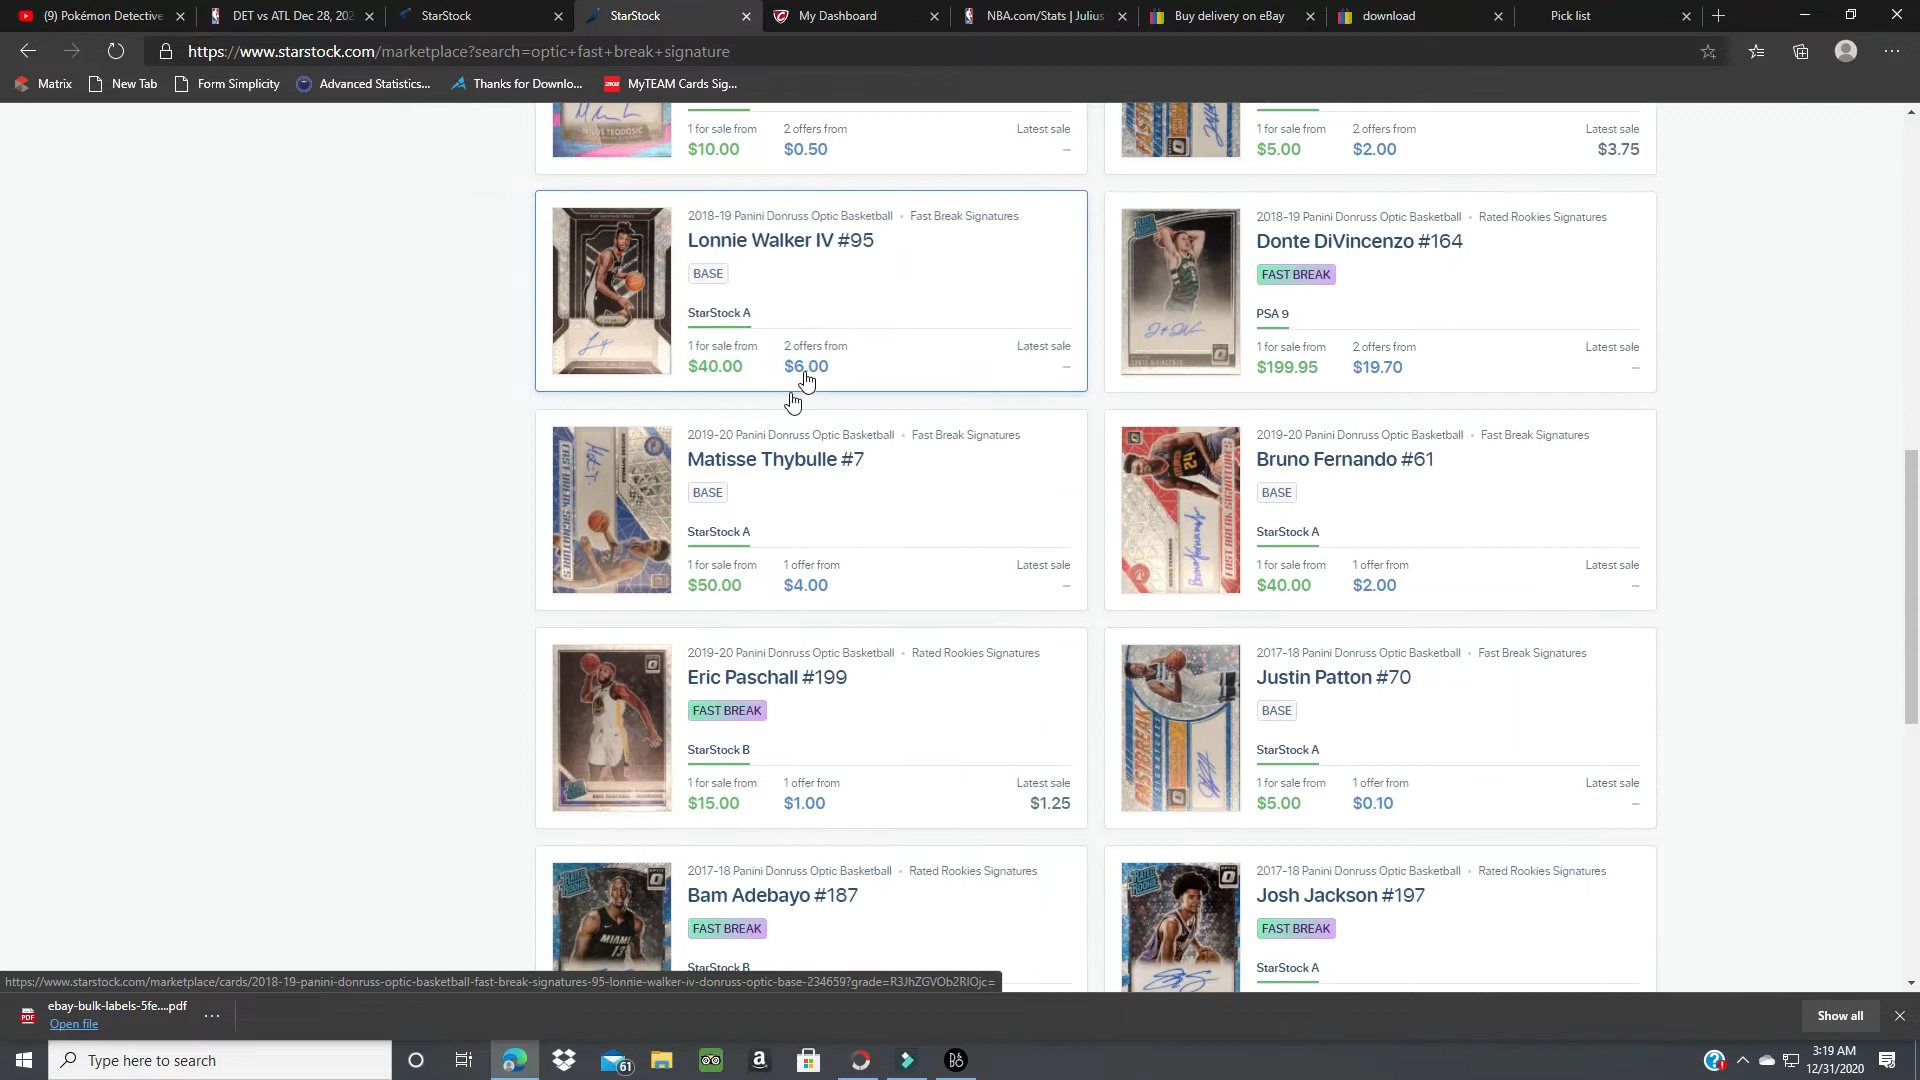 (9) Pokémon Detective
DET vs ATL Dec 28, 202
StarStock
StarStock
My Dashboard
NBA.com/Stats | Julius
Buy delivery on eBay
download
Pick list
https://www.starstock.com/marketplace?search=optic+fast+break+signature
Matrix
New Tab
Form Simplicity
Advanced Statistics...
Thanks for Downlo...
MyTEAM Cards Sig...
MILOS TEODOSIC
1 for sale from
2 offers from
Latest sale
$10.00
$0.50
–
1 for sale from
2 offers from
Latest sale
$5.00
$2.00
$3.75
2018-19 Panini Donruss Optic Basketball • Fast Break Signatures
Lonnie Walker IV #95
BASE
StarStock A
1 for sale from
2 offers from
Latest sale
$40.00
$6.00
–
2018-19 Panini Donruss Optic Basketball • Rated Rookies Signatures
Donte DiVincenzo #164
FAST BREAK
PSA 9
1 for sale from
2 offers from
Latest sale
$199.95
$19.70
–
2019-20 Panini Donruss Optic Basketball • Fast Break Signatures
Matisse Thybulle #7
BASE
StarStock A
1 for sale from
1 offer from
Latest sale
$50.00
$4.00
–
FAST BREAK SIGNATURES
2019-20 Panini Donruss Optic Basketball • Fast Break Signatures
Bruno Fernando #61
BASE
StarStock A
1 for sale from
1 offer from
Latest sale
$40.00
$2.00
–
FAST BREAK SIGNATURES
2019-20 Panini Donruss Optic Basketball • Rated Rookies Signatures
Eric Paschall #199
FAST BREAK
StarStock B
1 for sale from
1 offer from
Latest sale
$15.00
$1.00
$1.25
2017-18 Panini Donruss Optic Basketball • Fast Break Signatures
Justin Patton #70
BASE
StarStock A
1 for sale from
1 offer from
Latest sale
$5.00
$0.10
–
FASTBREAK
SIGNATURES
2017-18 Panini Donruss Optic Basketball • Rated Rookies Signatures
Bam Adebayo #187
FAST BREAK
StarStock B
MIAMI
13
2017-18 Panini Donruss Optic Basketball • Rated Rookies Signatures
Josh Jackson #197
FAST BREAK
StarStock A
https://www.starstock.com/marketplace/cards/2018-19-panini-donruss-optic-basketball-fast-break-signatures-95-lonnie-walker-iv-donruss-optic-base-234659?grade=R3JhZGVOb2RlOjc=
ebay-bulk-labels-5fe....pdf
Open file
Show all
Type here to search
61
3:19 AM
12/31/2020